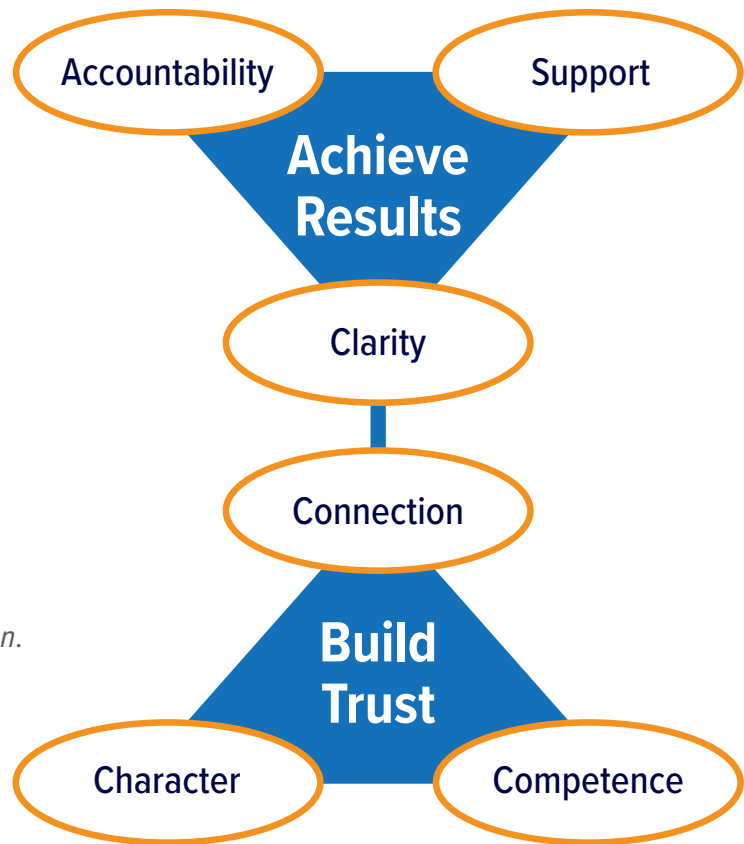 Accountability
Support
Achieve
Results
Clarity
Connection
n.
Build
Trust
Character
Competence